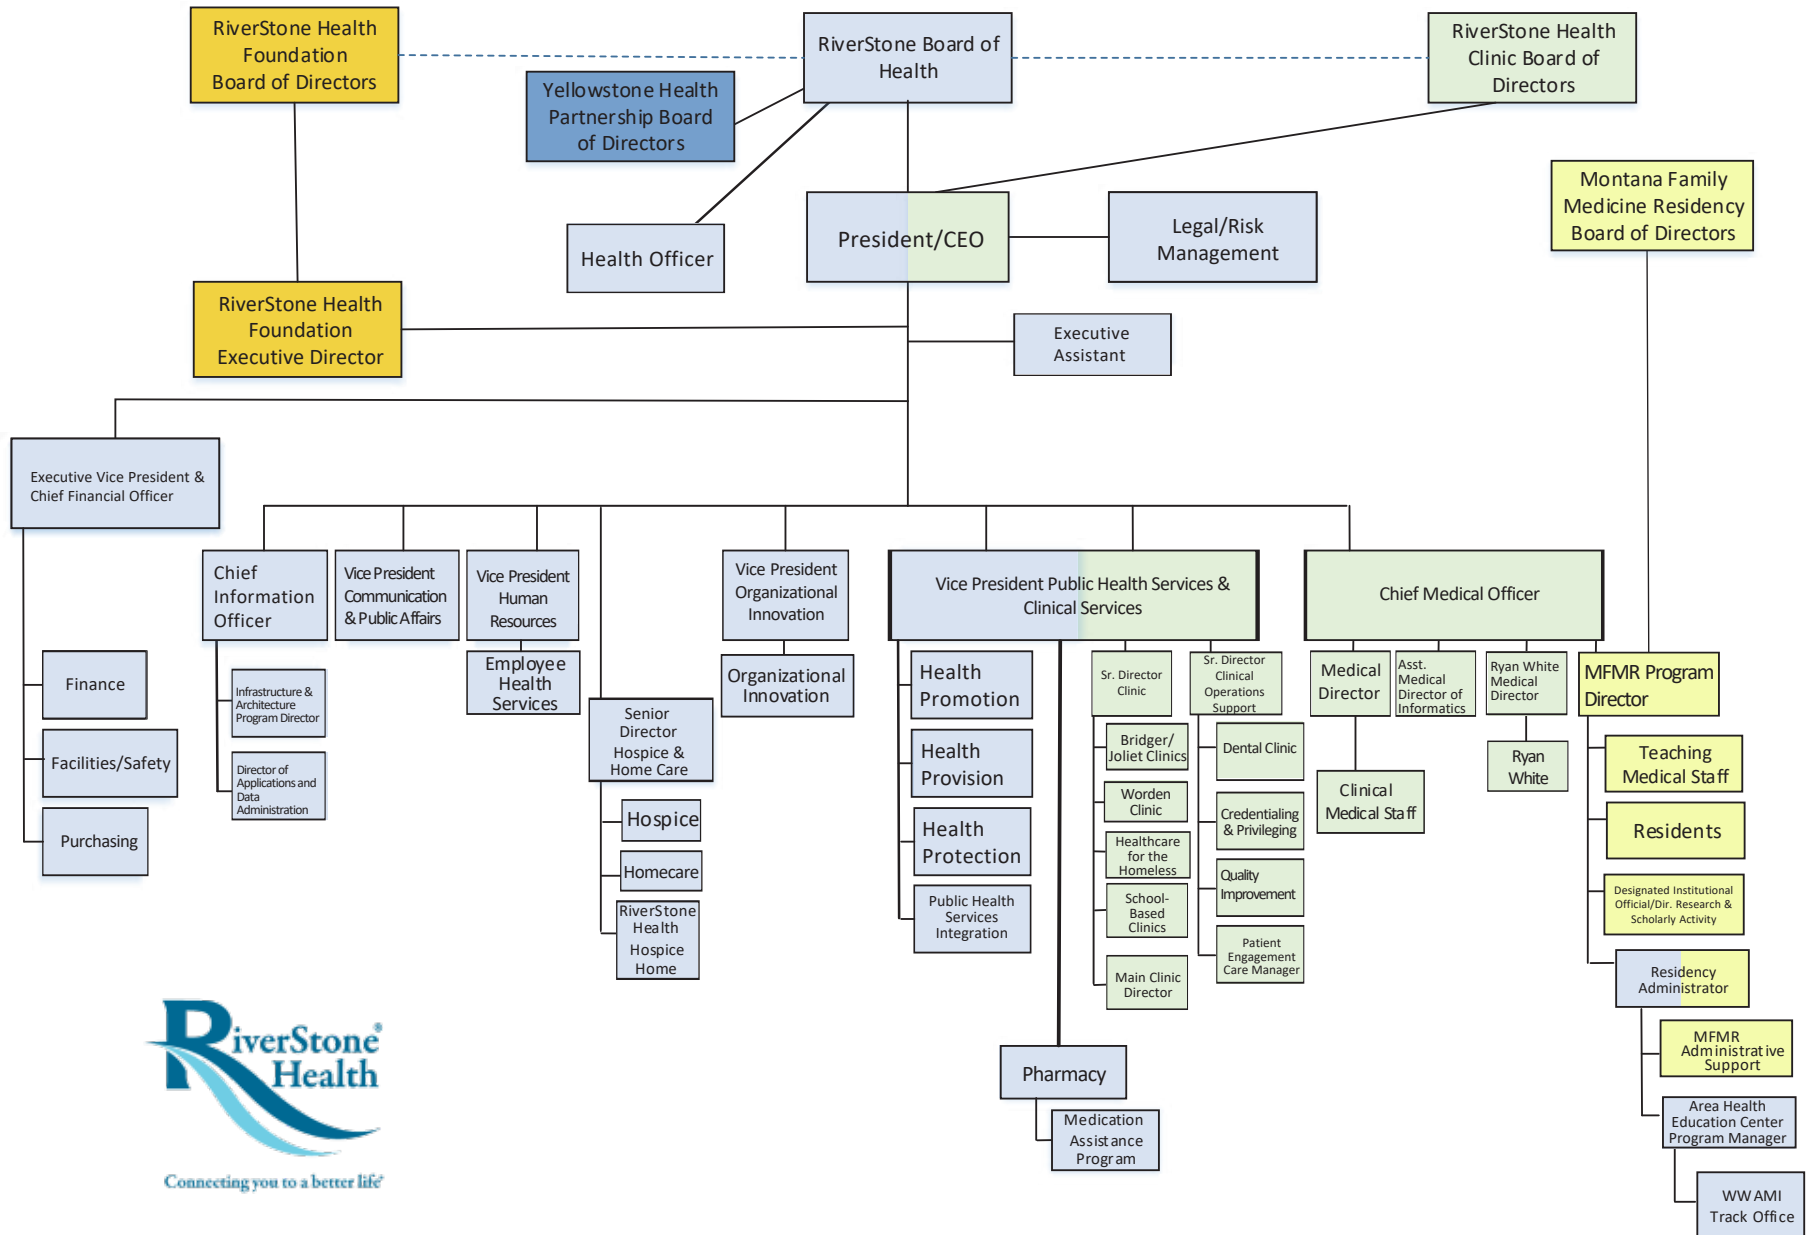 RiverStone Health
Foundation
Board of Directors
RiverStone Board of
Health
RiverStone Health
Clinic Board of
Directors
Yellowstone Health
Partnership Board
of Directors
Montana Family
Medicine Residency
Board of Directors
Health Officer
President/CEO
Legal/Risk
Management
RiverStone Health
Foundation
Executive Director
Executive
Assistant
Executive Vice President &
Chief Financial Officer
Chief
Information
Officer
Vice President
Communication
& Public Affairs
Vice President
Human
Resources
Vice President
Organizational
Innovation
Vice President Public Health Services &
Clinical Services
Chief Medical Officer
Finance
Facilities/Safety
Purchasing
Infrastructure &
Architecture
Program Director
Director of
Applications and
Data
Administration
Employee
Health
Services
Senior
Director
Hospice &
Home Care
Hospice
Homecare
RiverStone
Health
Hospice
Home
Organizational
Innovation
Health
Promotion
Health
Provision
Health
Protection
Public Health
Services
Integration
Pharmacy
Medication
Assistance
Program
Sr. Director
Clinic
Bridger/
Joliet Clinics
Worden
Clinic
Healthcare
for the
Homeless
School-
Based
Clinics
Main Clinic
Director
Sr. Director
Clinical
Operations
Support
Dental Clinic
Credentialing
& Privileging
Quality
Improvement
Patient
Engagement
Care Manager
Medical
Director
Clinical
Medical Staff
Asst.
Medical
Director of
Informatics
Ryan White
Medical
Director
Ryan
White
MFMR Program
Director
Teaching
Medical Staff
Residents
Designated Institutional
Official/Dir. Research &
Scholarly Activity
Residency
Administrator
MFMR
Administrative
Support
Area Health
Education Center
Program Manager
WWAMI
Track Office
RiverStone®
Health
Connecting you to a better life®